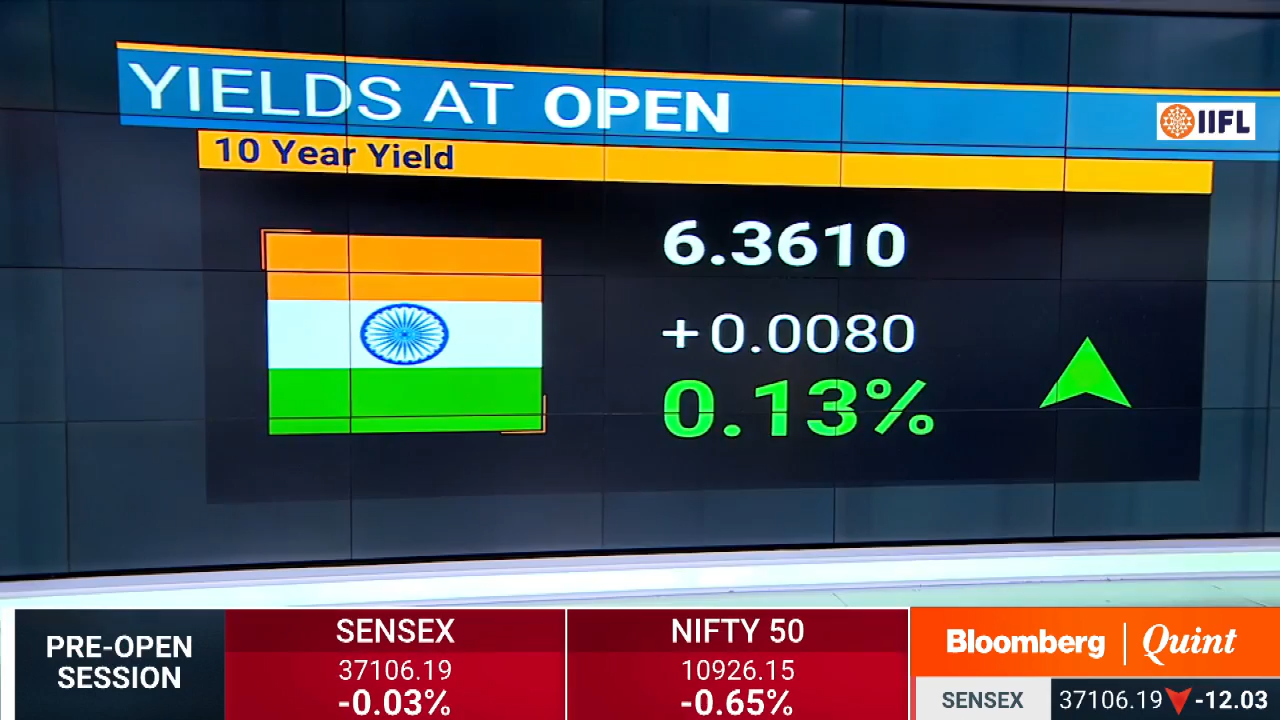 YIELDS AT OPEN
IIFL
10 Year Yield
6.3610
+0.0080
0.13%
PRE-OPEN
SESSION
SENSEX
37106.19
-0.03%
NIFTY 50
10926.15
-0.65%
Bloomberg | Quint
SENSEX 37106.19 -12.03